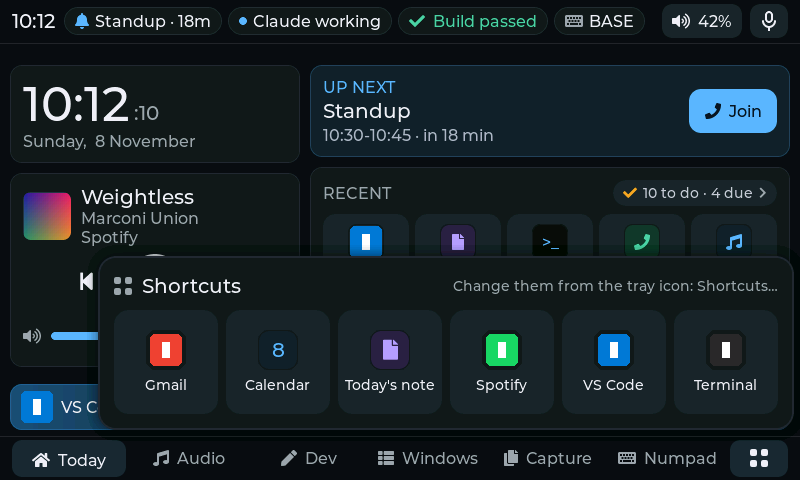 10:12 Standup · 18m Claude working Build passed BASE 42%
10:12 :10
Sunday, 8 November
UP NEXT
Standup
10:30-10:45 · in 18 min
Join
Weightless
Marconi Union
Spotify
RECENT
10 to do · 4 due
>_
Shortcuts
Change them from the tray icon: Shortcuts...
8
Gmail Calendar Today's note Spotify VS Code Terminal
VS C
Today Audio Dev Windows Capture Numpad